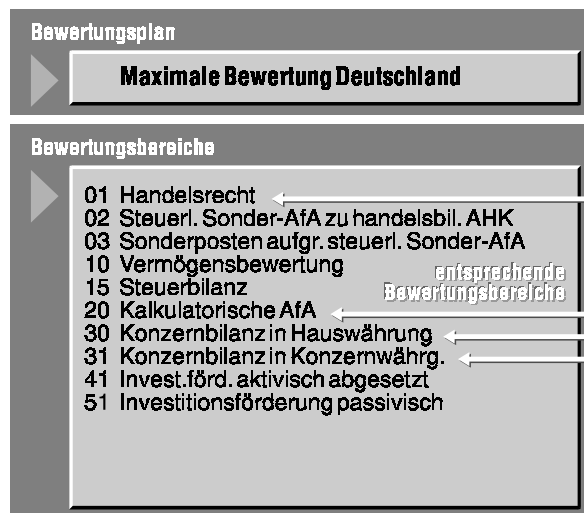 Bewertungsplan
Maximale Bewertung Deutschland
Bewertungsbereiche
01 Handelsrecht
02 Steuerl. Sonder-AfA zu handelsbil. AHK
03 Sonderposten aufgr. steuerl. Sonder-AfA
10 Vermögensbewertung
15 Steuerbilanz
entsprechende
Bewertungsbereiche
20 Kalkulatorische AfA
30 Konzernbilanz in Hauswährung
31 Konzernbilanz in Konzernwährg.
41 Invest.förd. aktivisch abgesetzt
51 Investitionsförderung passivisch